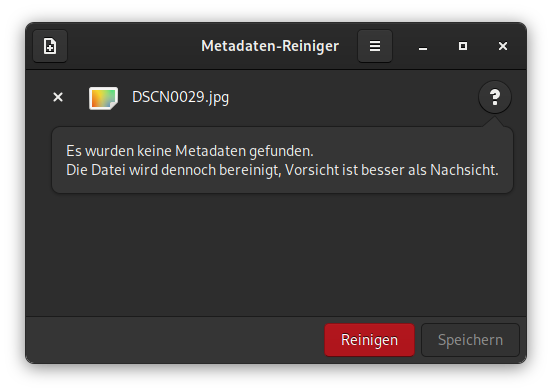 Metadaten-Reiniger
DSCN0029.jpg
?
Es wurden keine Metadaten gefunden.
Die Datei wird dennoch bereinigt, Vorsicht ist besser als Nachsicht.
Reinigen
Speichern